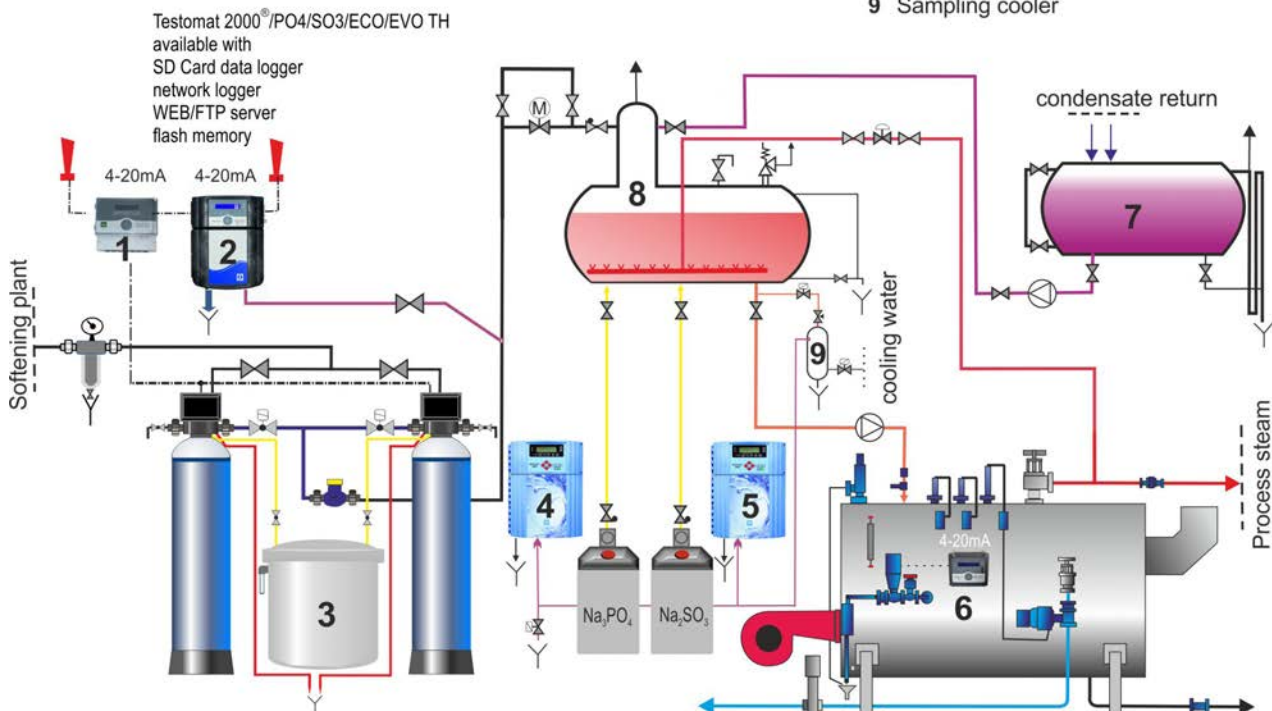 9 Sampling cooler
Testomat 2000®/PO4/SO3/ECO/EVO TH
available with
SD Card data logger
network logger
WEB/FTP server
flash memory
4-20mA
4-20mA
1
2
M
8
condensate return
7
Softening plant
cooling water
9
Process steam
3
4
5
Na3PO4
Na2SO3
4-20mA
6